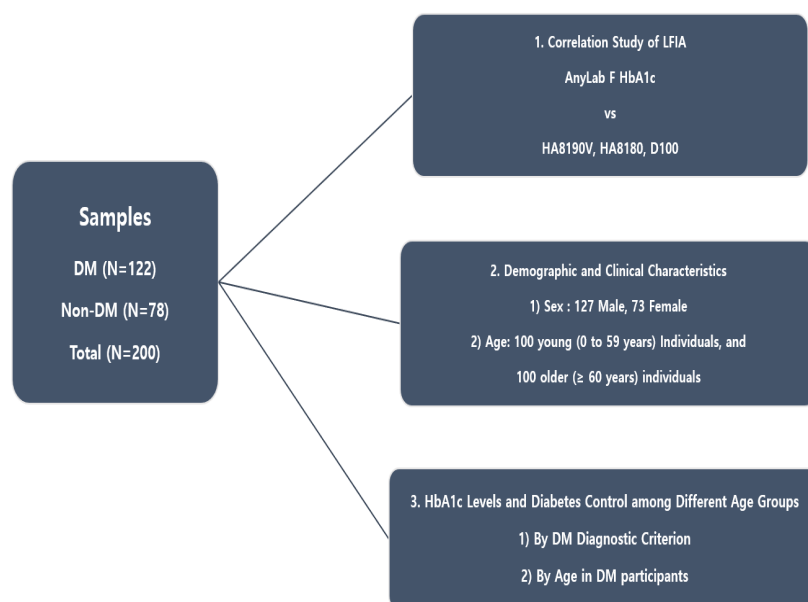 Samples
DM (N=122)
Non-DM (N=78)
Total (N=200)
1. Correlation Study of LFIA
AnyLab F HbA1c
vs
HA8190V, HA8180, D100
2. Demographic and Clinical Characteristics
1) Sex : 127 Male, 73 Female
2) Age: 100 young (0 to 59 years) Individuals, and
100 older (≥ 60 years) individuals
3. HbA1c Levels and Diabetes Control among Different Age Groups
1) By DM Diagnostic Criterion
2) By Age in DM participants